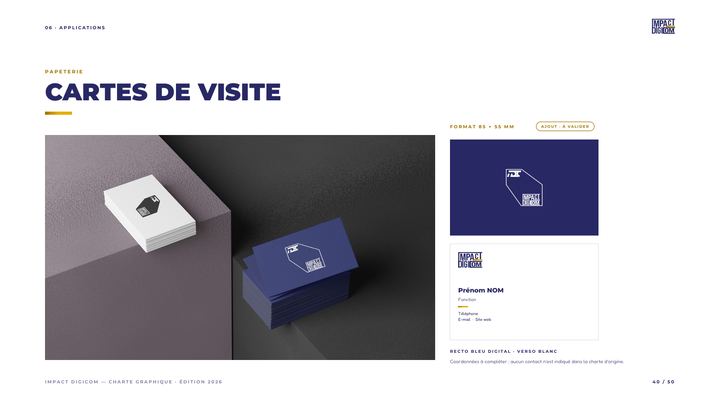 06 · APPLICATIONS
IMPACT
DIGICOM
PAPETERIE
CARTES DE VISITE
FORMAT 85 × 55 MM
AJOUT · À VALIDER
IMPACT
DIGICOM
IMPACT
DIGICOM
Prénom NOM
Fonction
Téléphone
E-mail · Site web
RECTO BLEU DIGITAL · VERSO BLANC
Coordonnées à compléter : aucun contact n'est indiqué dans la charte d'origine.
IMPACT DIGICOM — CHARTE GRAPHIQUE · ÉDITION 2026
40 / 50